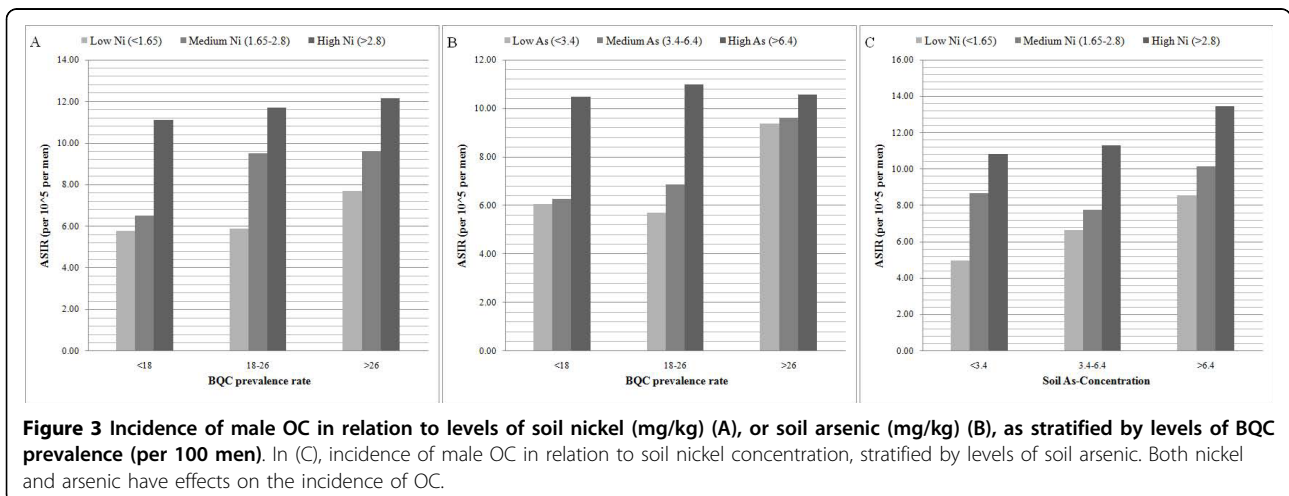 A
Low Ni (<1.65) Medium Ni (1.65-2.8) High Ni (>2.8)
14.00
12.00
10.00
8.00
6.00
4.00
2.00
0.00
ASIR (per 10^5 per men)
<18 18-26 >26
BQC prevalence rate
B
Low As (<3.4) Medium As (3.4-6.4) High As (>6.4)
12.00
10.00
8.00
6.00
4.00
2.00
0.00
ASIR (per 10^5 per men)
<18 18-26 >26
BQC prevalence rate
C
Low Ni (<1.65) Medium Ni (1.65-2.8) High Ni (>2.8)
16.00
14.00
12.00
10.00
8.00
6.00
4.00
2.00
0.00
ASIR (per 10^5 per men)
<3.4 3.4-6.4 >6.4
Soil As-Concentration
Figure 3 Incidence of male OC in relation to levels of soil nickel (mg/kg) (A), or soil arsenic (mg/kg) (B), as stratified by levels of BQC
prevalence (per 100 men). In (C), incidence of male OC in relation to soil nickel concentration, stratified by levels of soil arsenic. Both nickel
and arsenic have effects on the incidence of OC.